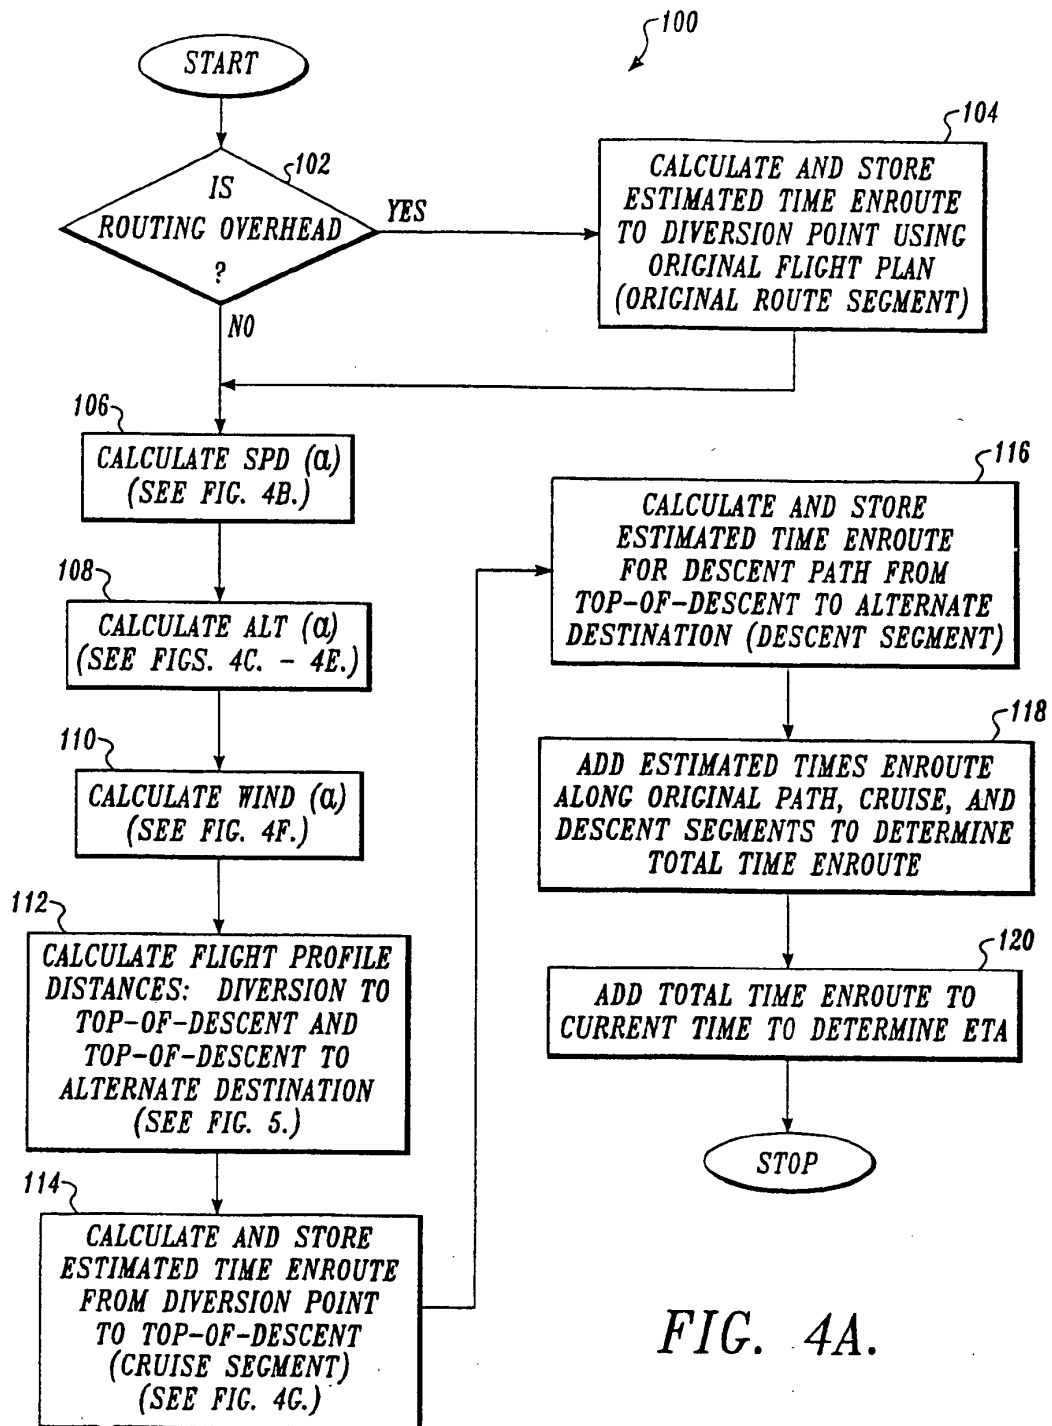 100
START
102
IS
ROUTING OVERHEAD
?
YES
NO
104
CALCULATE AND STORE
ESTIMATED TIME ENROUTE
TO DIVERSION POINT USING
ORIGINAL FLIGHT PLAN
(ORIGINAL ROUTE SEGMENT)
106
CALCULATE SPD (α)
(SEE FIG. 4B.)
108
CALCULATE ALT (α)
(SEE FIGS. 4C. - 4E.)
110
CALCULATE WIND (α)
(SEE FIG. 4F.)
112
CALCULATE FLIGHT PROFILE
DISTANCES: DIVERSION TO
TOP-OF-DESCENT AND
TOP-OF-DESCENT TO
ALTERNATE DESTINATION
(SEE FIG. 5.)
114
CALCULATE AND STORE
ESTIMATED TIME ENROUTE
FROM DIVERSION POINT
TO TOP-OF-DESCENT
(CRUISE SEGMENT)
(SEE FIG. 4G.)
116
CALCULATE AND STORE
ESTIMATED TIME ENROUTE
FOR DESCENT PATH FROM
TOP-OF-DESCENT TO ALTERNATE
DESTINATION (DESCENT SEGMENT)
118
ADD ESTIMATED TIMES ENROUTE
ALONG ORIGINAL PATH, CRUISE, AND
DESCENT SEGMENTS TO DETERMINE
TOTAL TIME ENROUTE
120
ADD TOTAL TIME ENROUTE TO
CURRENT TIME TO DETERMINE ETA
STOP
FIG. 4A.